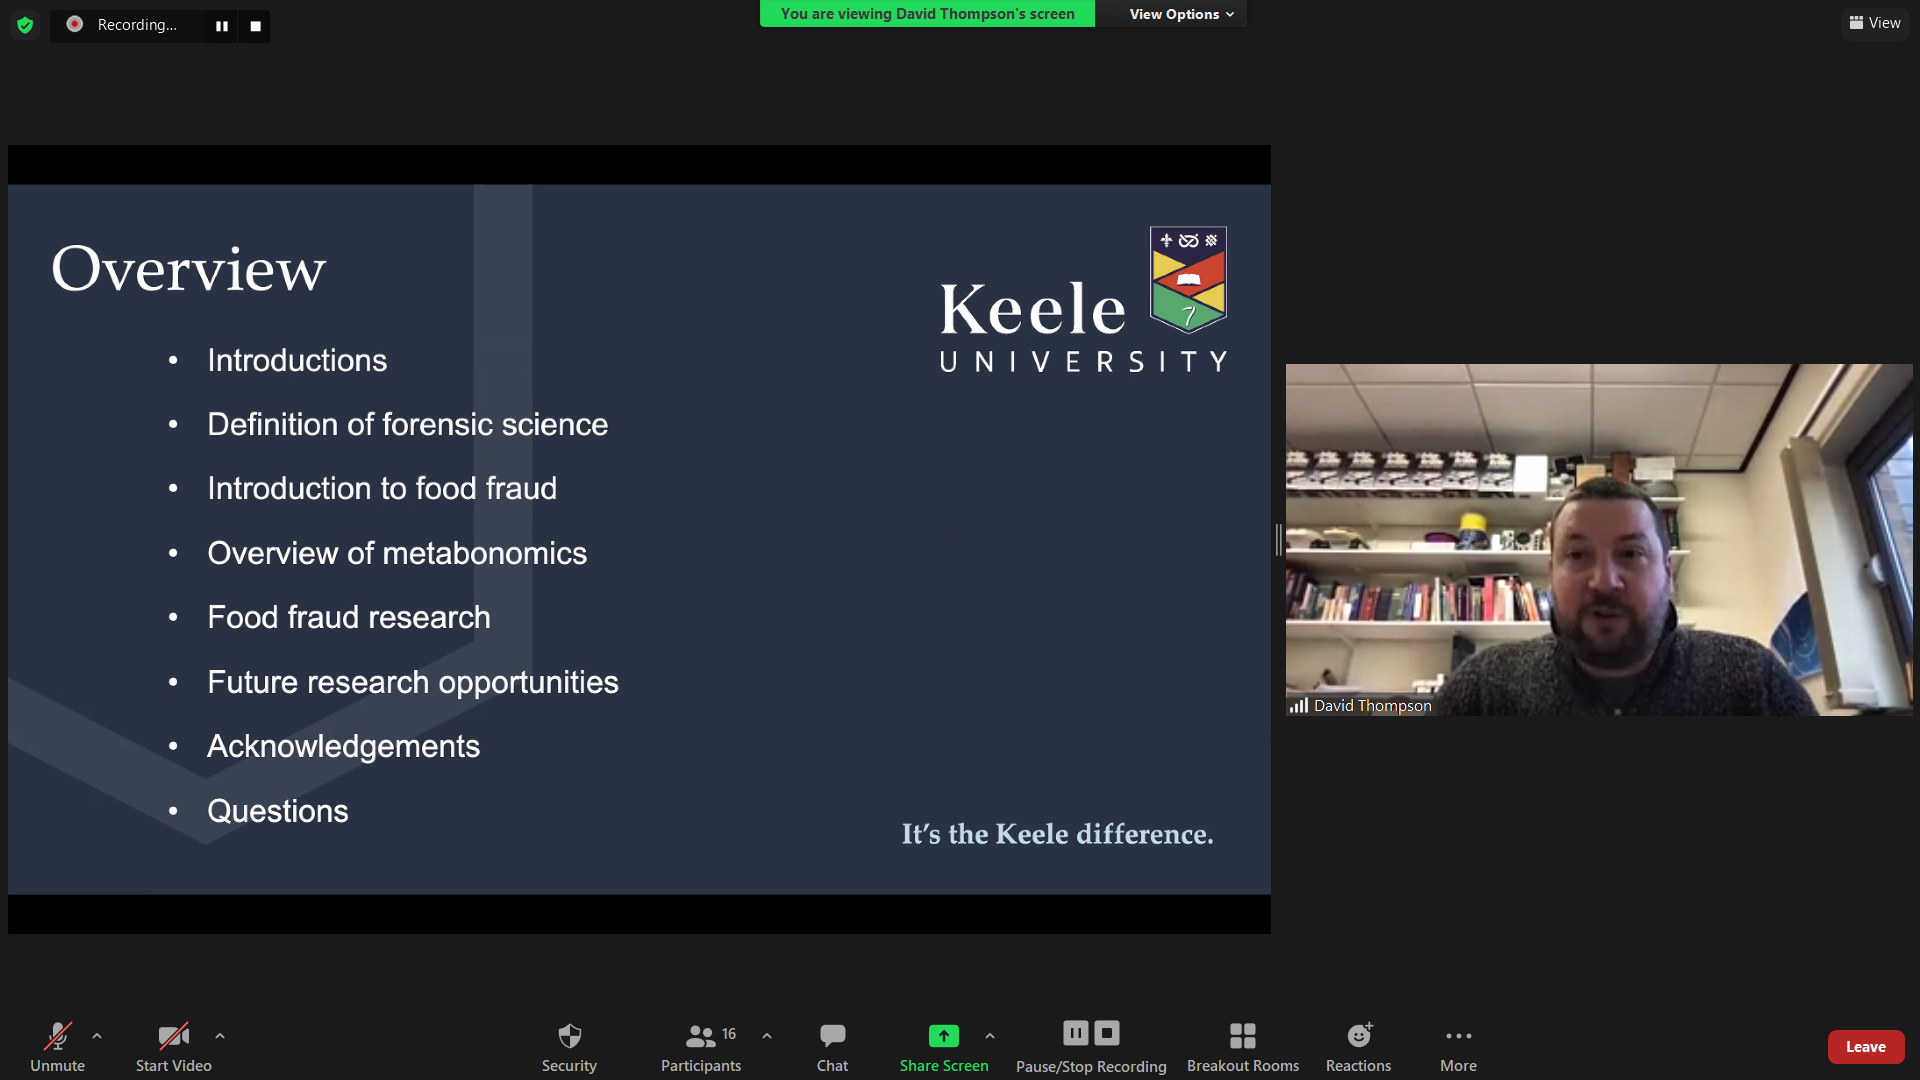 Recording...
You are viewing David Thompson's screen
View Options
View
Overview
Keele
UNIVERSITY
• Introductions
• Definition of forensic science
• Introduction to food fraud
• Overview of metabonomics
• Food fraud research
• Future research opportunities
• Acknowledgements
• Questions
It's the Keele difference.
David Thompson
Unmute
Start Video
Security
Participants 16
Chat
Share Screen
Pause/Stop Recording
Breakout Rooms
Reactions
More
Leave